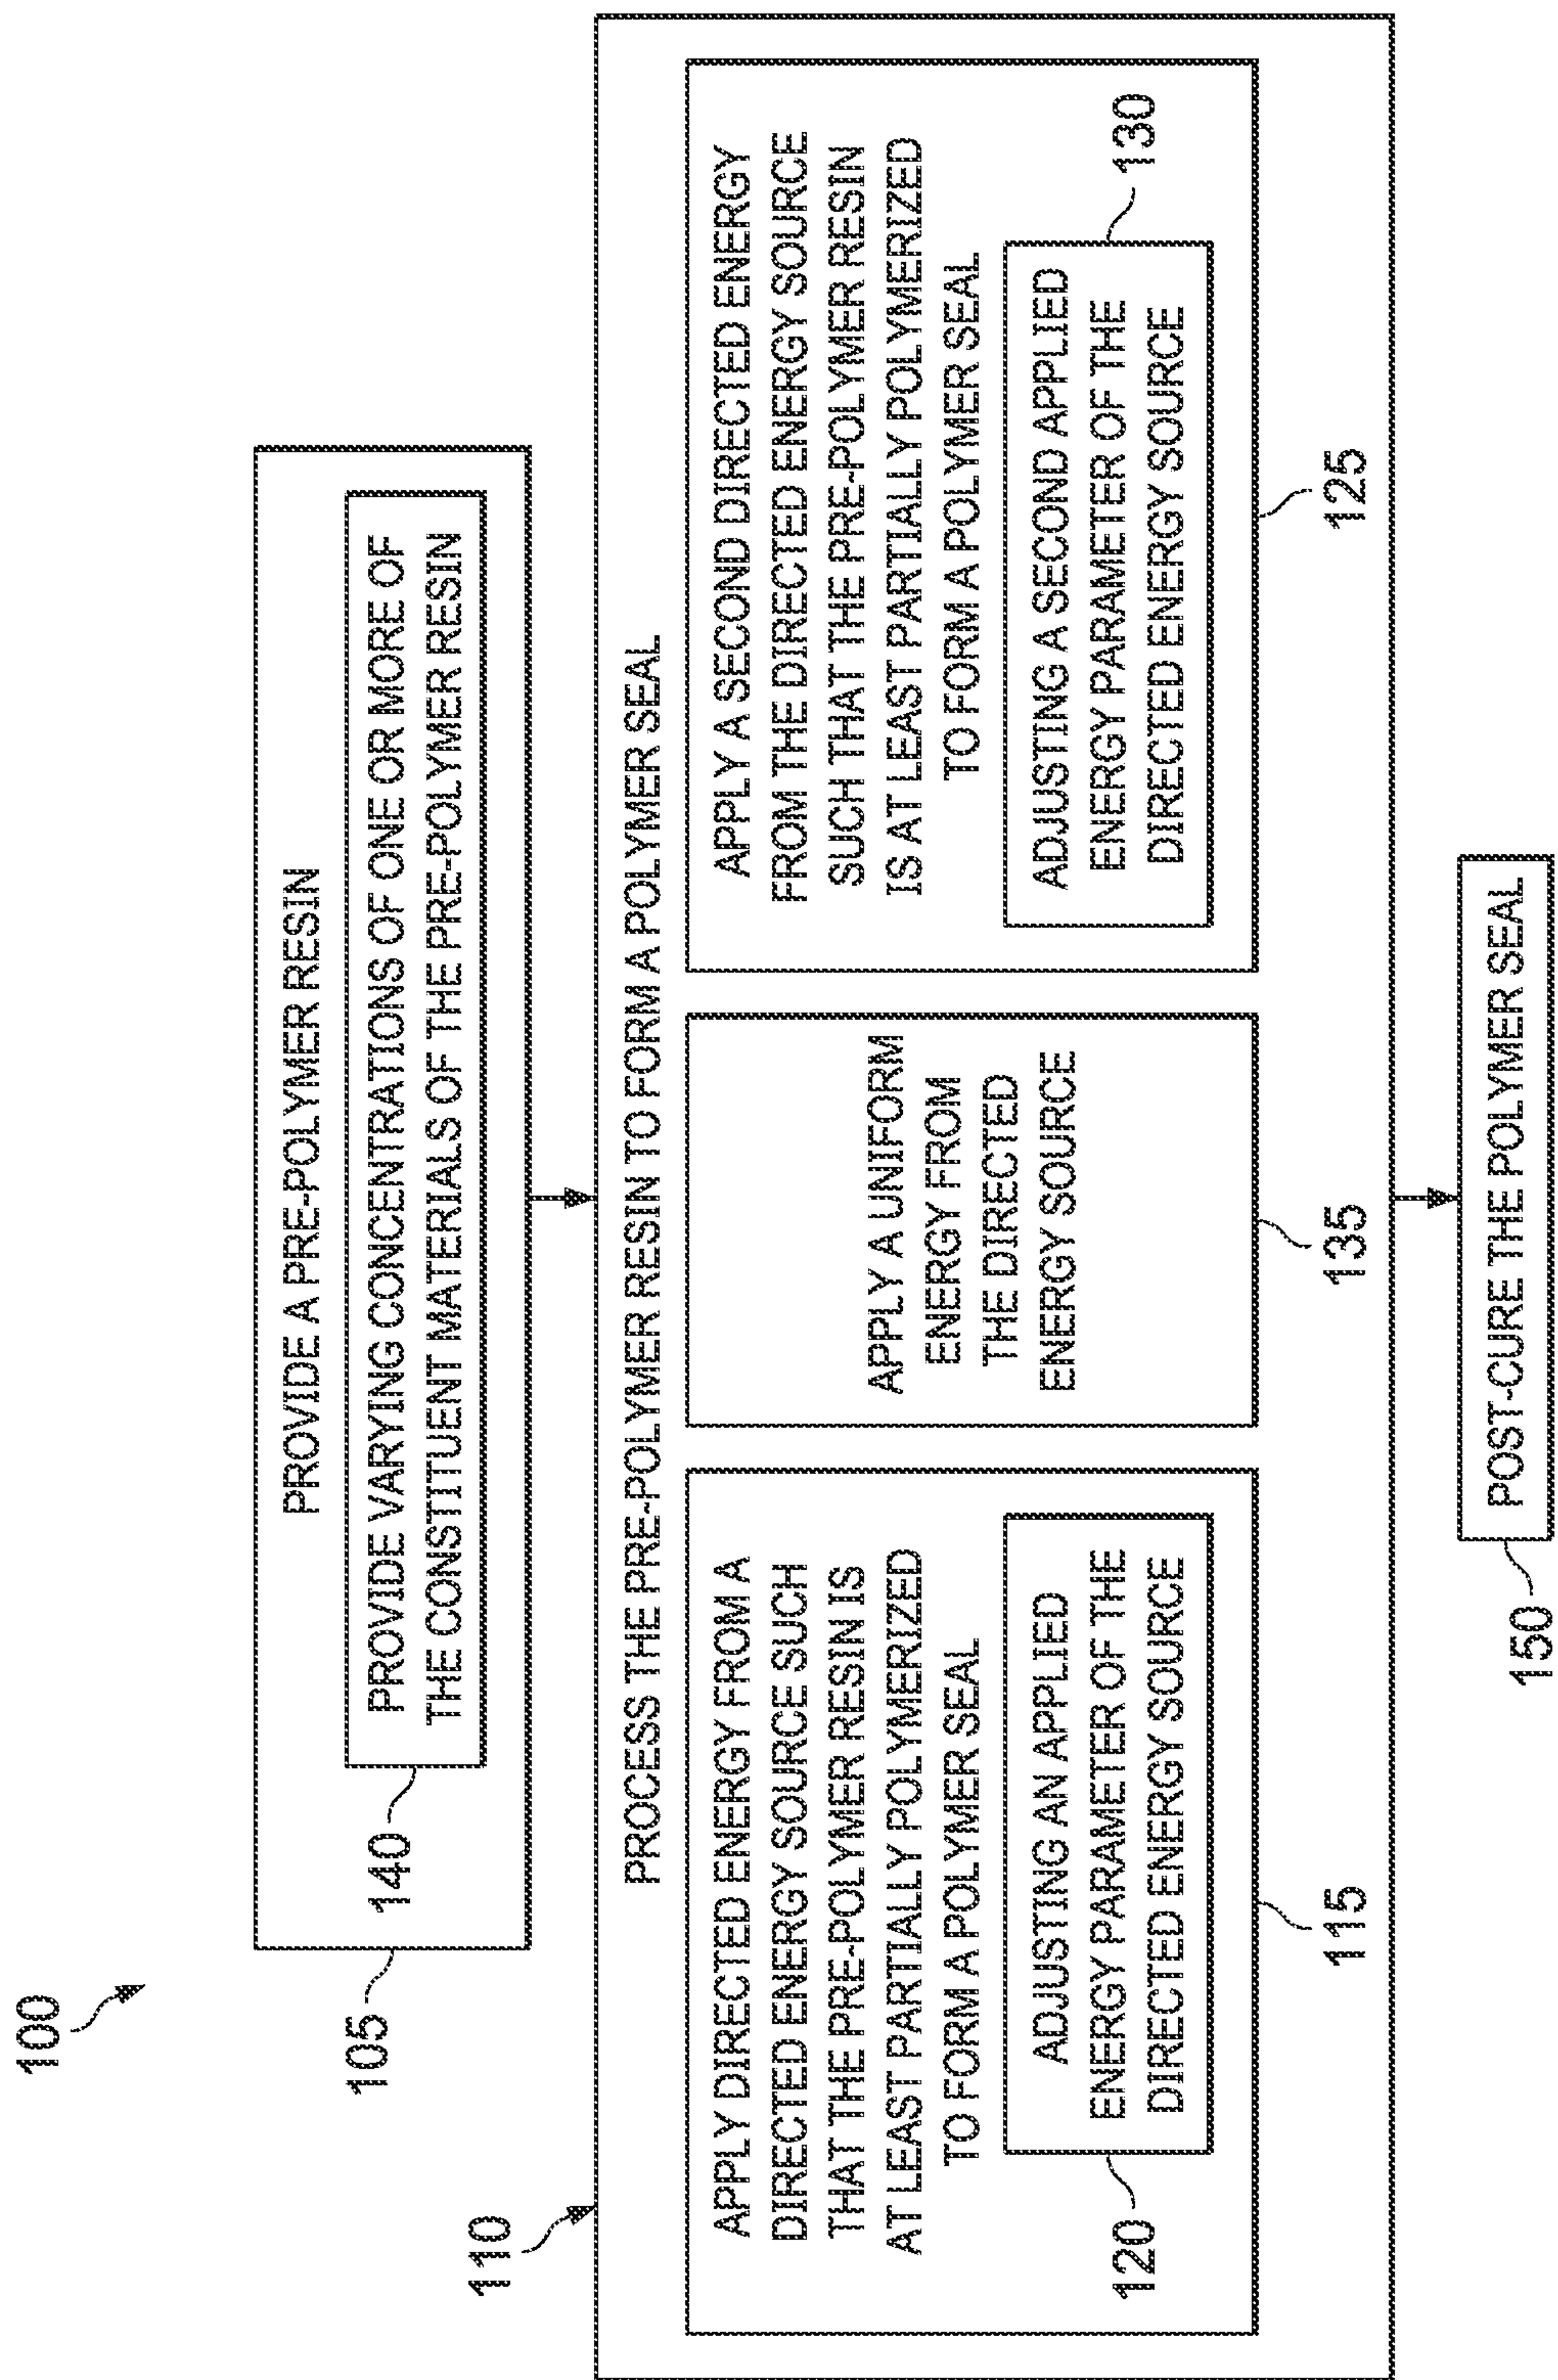 100
105
PROVIDE A PRE-POLYMER RESIN
140
PROVIDE VARYING CONCENTRATIONS OF ONE OR MORE OF
THE CONSTITUENT MATERIALS OF THE PRE-POLYMER RESIN
110
PROCESS THE PRE-POLYMER RESIN TO FORM A POLYMER SEAL
APPLY DIRECTED ENERGY FROM A
DIRECTED ENERGY SOURCE SUCH
THAT THE PRE-POLYMER RESIN IS
AT LEAST PARTIALLY POLYMERIZED
TO FORM A POLYMER SEAL
120
ADJUSTING AN APPLIED
ENERGY PARAMETER OF THE
DIRECTED ENERGY SOURCE
115
APPLY A UNIFORM
ENERGY FROM
THE DIRECTED
ENERGY SOURCE
135
APPLY A SECOND DIRECTED ENERGY
FROM THE DIRECTED ENERGY SOURCE
SUCH THAT THE PRE-POLYMER RESIN
IS AT LEAST PARTIALLY POLYMERIZED
TO FORM A POLYMER SEAL
130
ADJUSTING A SECOND APPLIED
ENERGY PARAMETER OF THE
DIRECTED ENERGY SOURCE
125
150
POST-CURE THE POLYMER SEAL